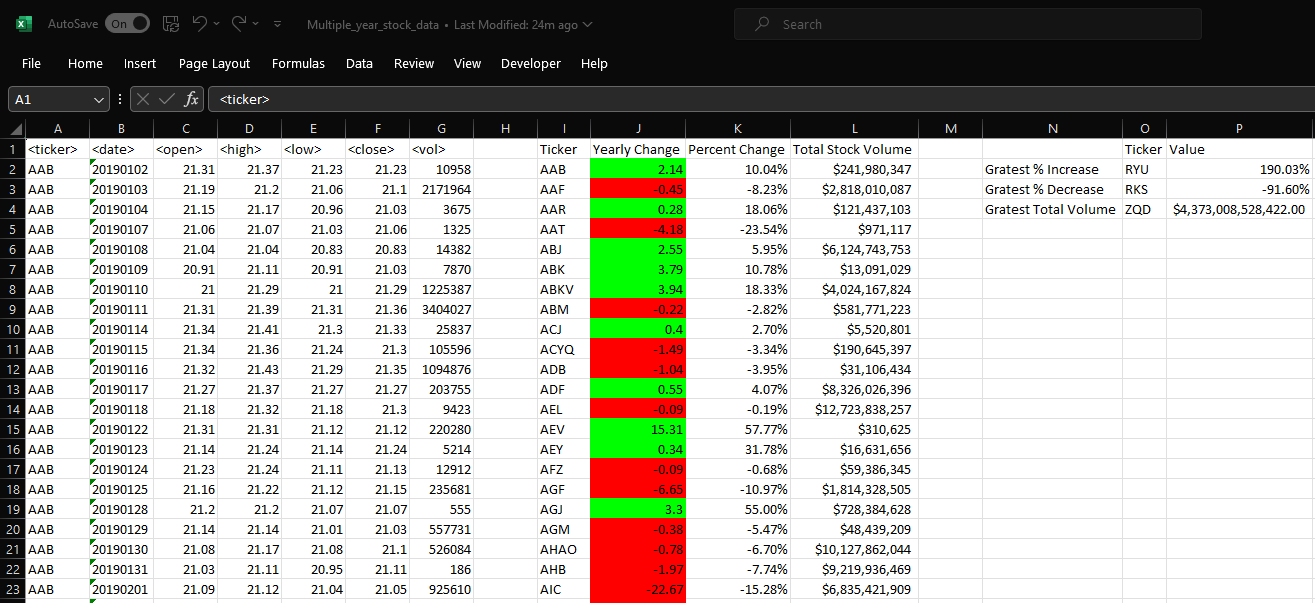 AutoSave On Multiple_year_stock_data • Last Modified: 24m ago Search
File Home Insert Page Layout Formulas Data Review View Developer Help
A1 fx <ticker>
A B C D E F G H I J K L M N O P
1 <ticker> <date> <open> <high> <low> <close> <vol> Ticker Yearly Change Percent Change Total Stock Volume Ticker Value
2 AAB 20190102 21.31 21.37 21.23 21.23 10958 AAB 2.14 10.04% $241,980,347 Gratest % Increase RYU 190.03%
3 AAB 20190103 21.19 21.2 21.06 21.1 2171964 AAF -0.45 -8.23% $2,818,010,087 Gratest % Decrease RKS -91.60%
4 AAB 20190104 21.15 21.17 20.96 21.03 3675 AAR 0.28 18.06% $121,437,103 Gratest Total Volume ZQD $4,373,008,528,422.00
5 AAB 20190107 21.06 21.07 21.03 21.06 1325 AAT -4.18 -23.54% $971,117
6 AAB 20190108 21.04 21.04 20.83 20.83 14382 ABJ 2.55 5.95% $6,124,743,753
7 AAB 20190109 20.91 21.11 20.91 21.03 7870 ABK 3.79 10.78% $13,091,029
8 AAB 20190110 21 21.29 21 21.29 1225387 ABKV 3.94 18.33% $4,024,167,824
9 AAB 20190111 21.31 21.39 21.31 21.36 3404027 ABM -0.22 -2.82% $581,771,223
10 AAB 20190114 21.34 21.41 21.3 21.33 25837 ACJ 0.4 2.70% $5,520,801
11 AAB 20190115 21.34 21.36 21.24 21.3 105596 ACYQ -1.49 -3.34% $190,645,397
12 AAB 20190116 21.32 21.43 21.29 21.35 1094876 ADB -1.04 -3.95% $31,106,434
13 AAB 20190117 21.27 21.37 21.27 21.27 203755 ADF 0.55 4.07% $8,326,026,396
14 AAB 20190118 21.18 21.32 21.18 21.3 9423 AEL -0.09 -0.19% $12,723,838,257
15 AAB 20190122 21.31 21.31 21.12 21.12 220280 AEV 15.31 57.77% $310,625
16 AAB 20190123 21.14 21.24 21.14 21.24 5214 AEY 0.34 31.78% $16,631,656
17 AAB 20190124 21.23 21.24 21.11 21.13 12912 AFZ -0.09 -0.68% $59,386,345
18 AAB 20190125 21.16 21.22 21.12 21.15 235681 AGF -6.65 -10.97% $1,814,328,505
19 AAB 20190128 21.2 21.2 21.07 21.07 555 AGJ 3.3 55.00% $728,384,628
20 AAB 20190129 21.14 21.14 21.01 21.03 557731 AGM -0.38 -5.47% $48,439,209
21 AAB 20190130 21.08 21.17 21.08 21.1 526084 AHAO -0.78 -6.70% $10,127,862,044
22 AAB 20190131 21.03 21.11 20.95 21.11 186 AHB -1.97 -7.74% $9,219,936,469
23 AAB 20190201 21.09 21.12 21.04 21.05 925610 AIC -22.67 -15.28% $6,835,421,909